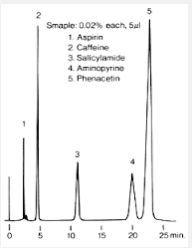 Smaple: 0.02% each, 5μl
1. Aspirin
2. Caffeine
3. Salicylamide
4. Aminopyrine
5. Phenacetin
2
5
1
3
4
0 5 10 15 20 25 min.